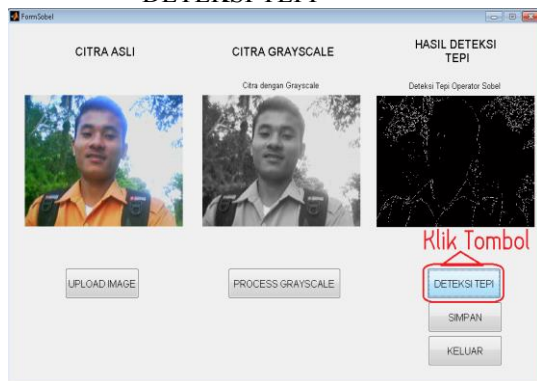 DETEKSI TEPI
FormSobel
CITRA ASLI
CITRA GRAYSCALE
HASIL DETEKSI
TEPI
Citra dengan Grayscale
Deteksi Tepi Operator Sobel
Klik Tombol
UPLOAD IMAGE
PROCESS GRAYSCALE
DETEKSI TEPI
SIMPAN
KELUAR